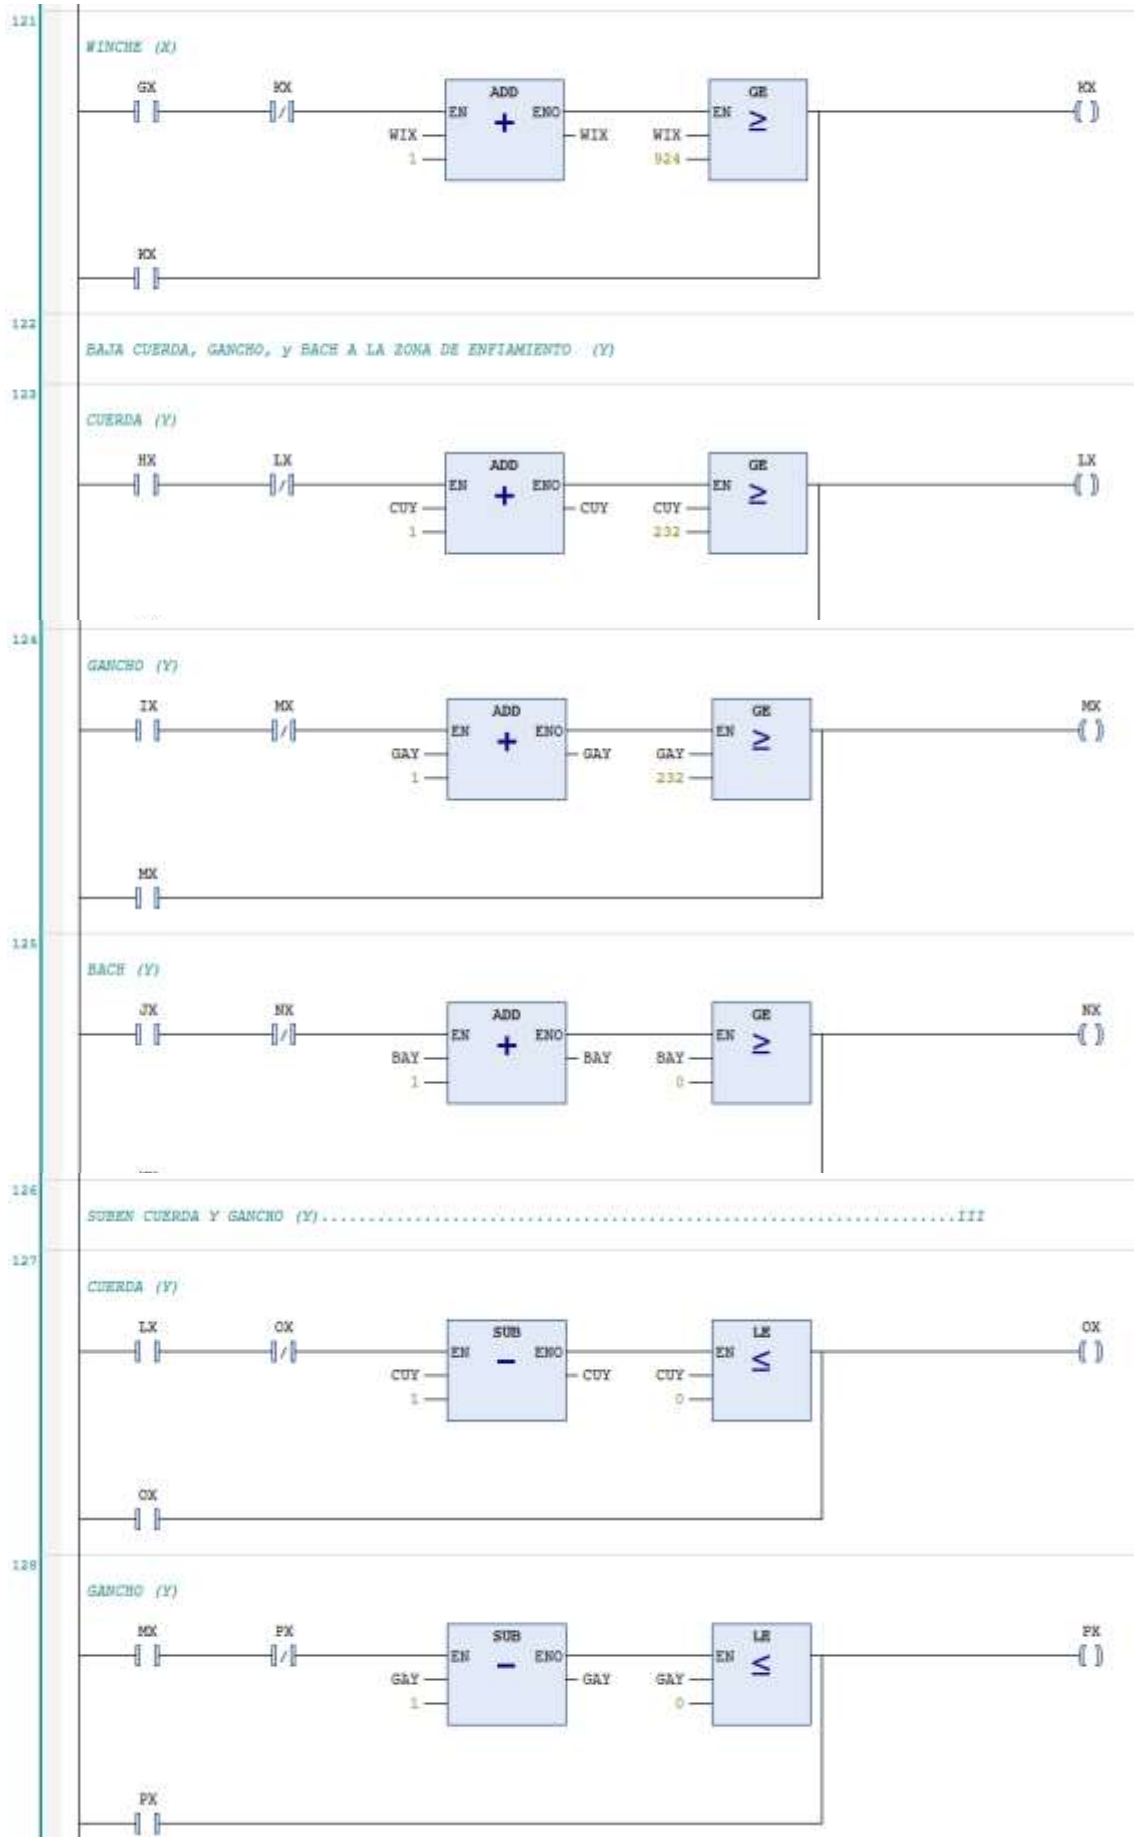 121
WINCHE (X)
GX KX ADD GE KX
EN ENO EN
+ ≥
WIX WIX WIX
1 924
KX
122
BAJA CUERDA, GANCHO, y BACH A LA ZONA DE ENFIAMIENTO (Y)
123
CUERDA (Y)
HX LX ADD GE LX
EN ENO EN
+ ≥
CUY CUY CUY
1 232
124
GANCHO (Y)
IX MX ADD GE MX
EN ENO EN
+ ≥
GAY GAY GAY
1 232
MX
125
BACH (Y)
JX NX ADD GE NX
EN ENO EN
+ ≥
BAY BAY BAY
1 0
126
SUBEN CUERDA Y GANCHO (Y)......................................................................III
127
CUERDA (Y)
LX OX SUB LE OX
EN ENO EN
- ≤
CUY CUY CUY
1 0
OX
128
GANCHO (Y)
MX PX SUB LE PX
EN ENO EN
- ≤
GAY GAY GAY
1 0
PX